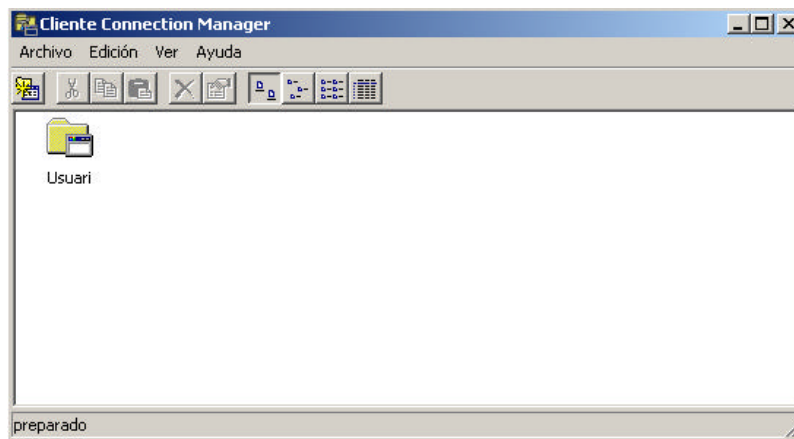 Cliente Connection Manager
Archivo Edición Ver Ayuda
Usuari
preparado